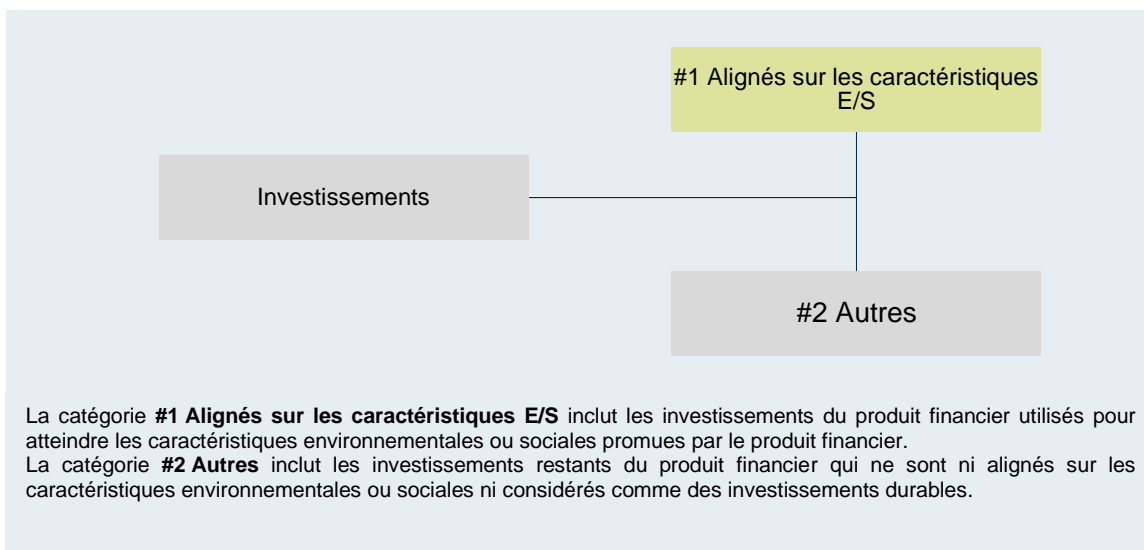 #1 Alignés sur les caractéristiques
E/S
Investissements
#2 Autres
La catégorie #1 Alignés sur les caractéristiques E/S inclut les investissements du produit financier utilisés pour
atteindre les caractéristiques environnementales ou sociales promues par le produit financier.
La catégorie #2 Autres inclut les investissements restants du produit financier qui ne sont ni alignés sur les
caractéristiques environnementales ou sociales ni considérés comme des investissements durables.